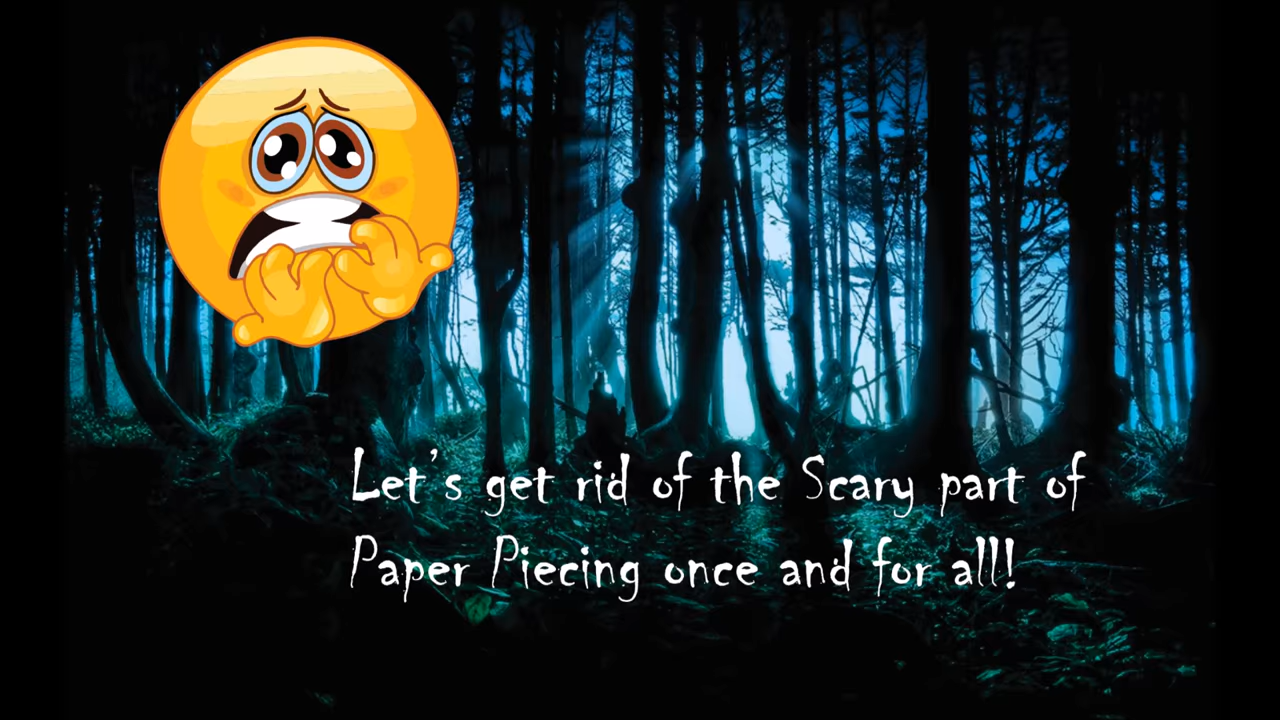 Let's get rid of the Scary part of
Paper Piecing once and for all!